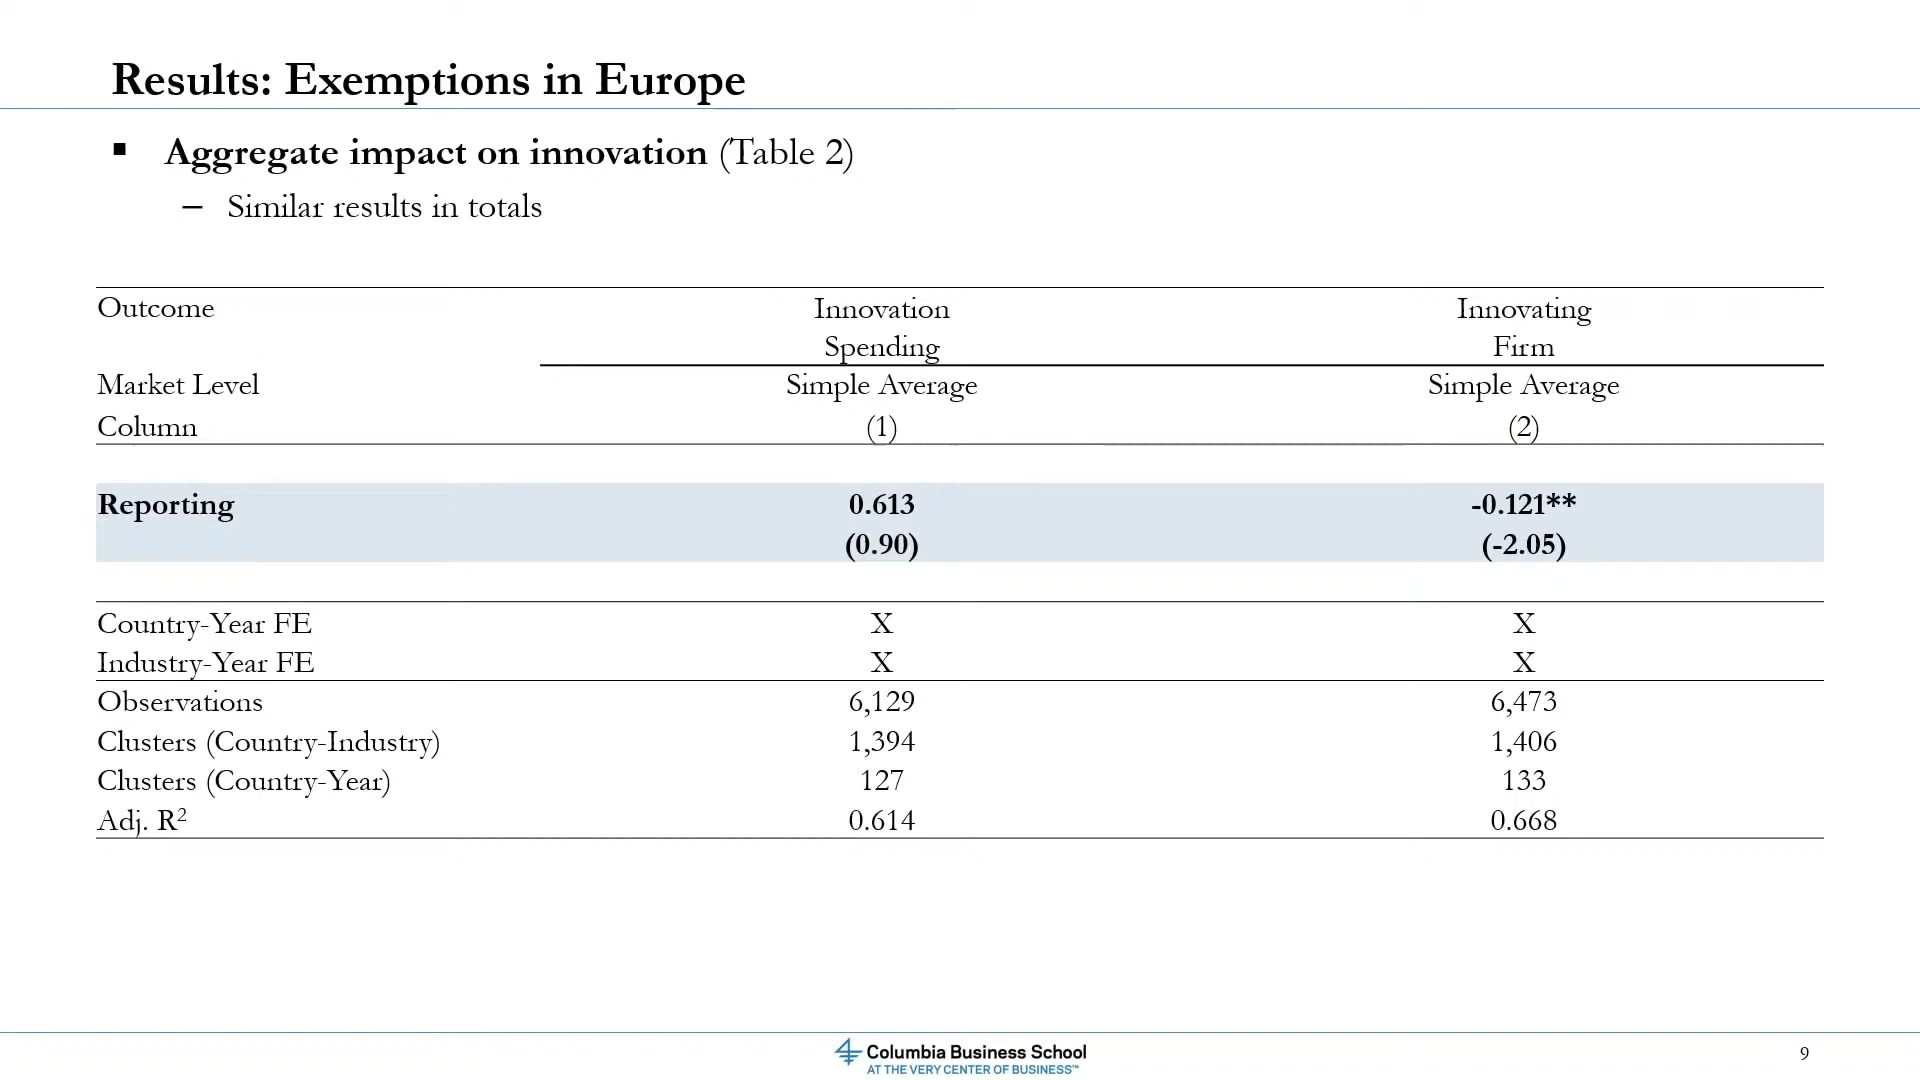 Results: Exemptions in Europe
▪ Aggregate impact on innovation (Table 2)
– Similar results in totals
Outcome Innovation Spending Innovating Firm
Market Level Simple Average Simple Average
Column (1) (2)
Reporting 0.613 -0.121**
(0.90) (-2.05)
Country-Year FE X X
Industry-Year FE X X
Observations 6,129 6,473
Clusters (Country-Industry) 1,394 1,406
Clusters (Country-Year) 127 133
Adj. R² 0.614 0.668
Columbia Business School
AT THE VERY CENTER OF BUSINESS™
9